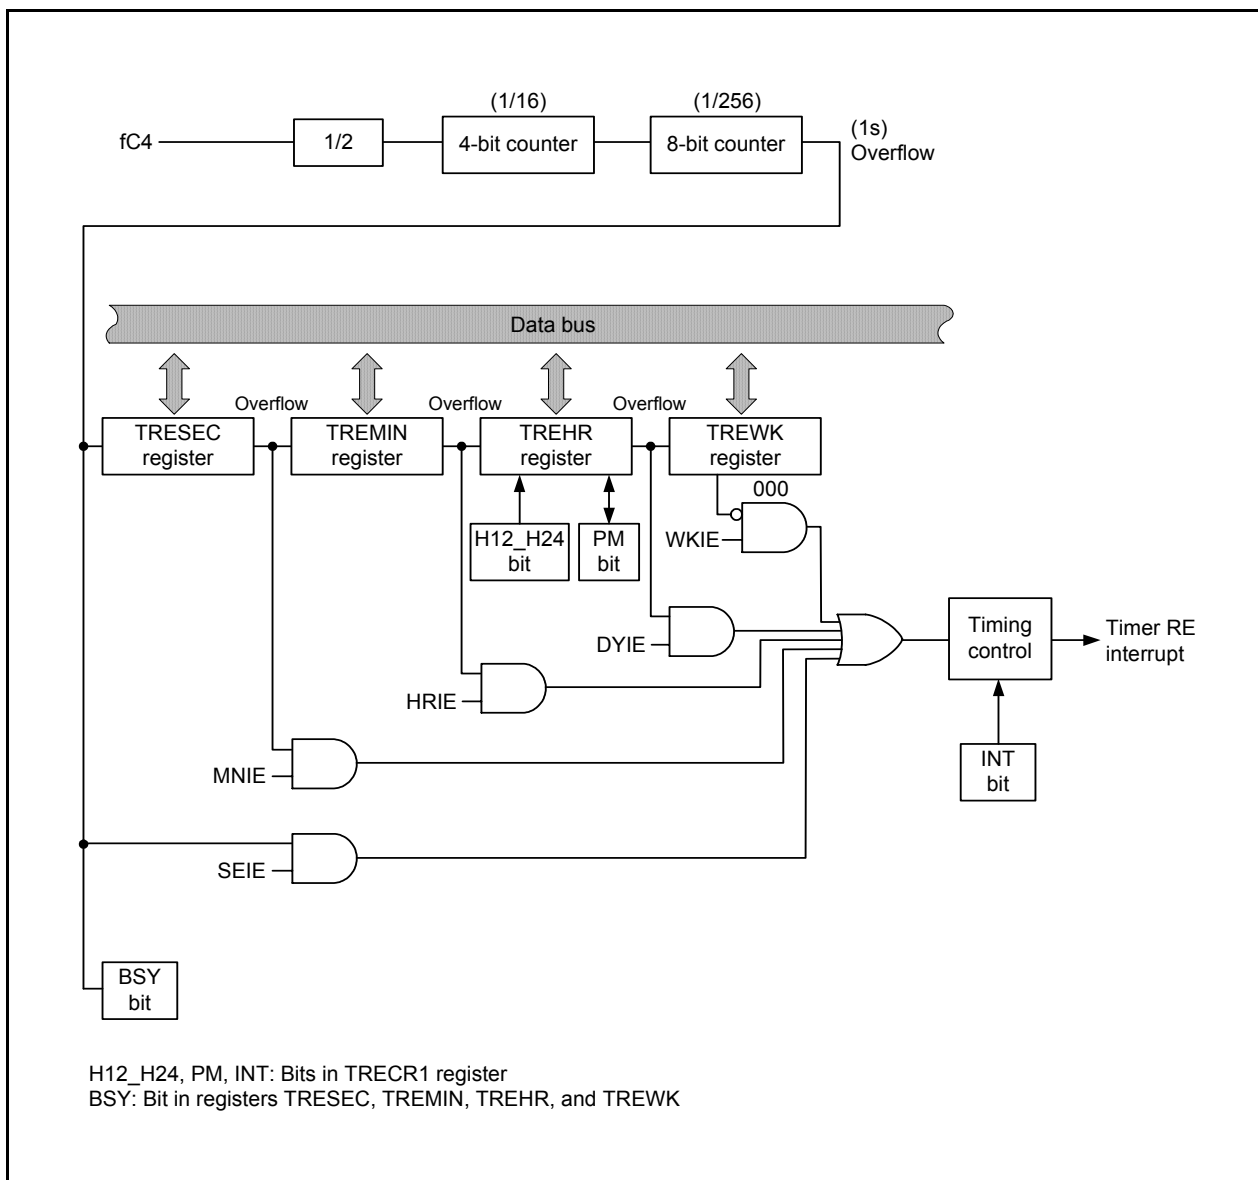 (1/16)
(1/256)
fC4
1/2
4-bit counter
8-bit counter
(1s)
Overflow
Data bus
Overflow
Overflow
Overflow
TRESEC
register
TREMIN
register
TREHR
register
TREWK
register
000
H12_H24
bit
PM
bit
WKIE
DYIE
HRIE
MNIE
SEIE
Timing
control
Timer RE
interrupt
INT
bit
BSY
bit
H12_H24, PM, INT: Bits in TRECR1 register
BSY: Bit in registers TRESEC, TREMIN, TREHR, and TREWK